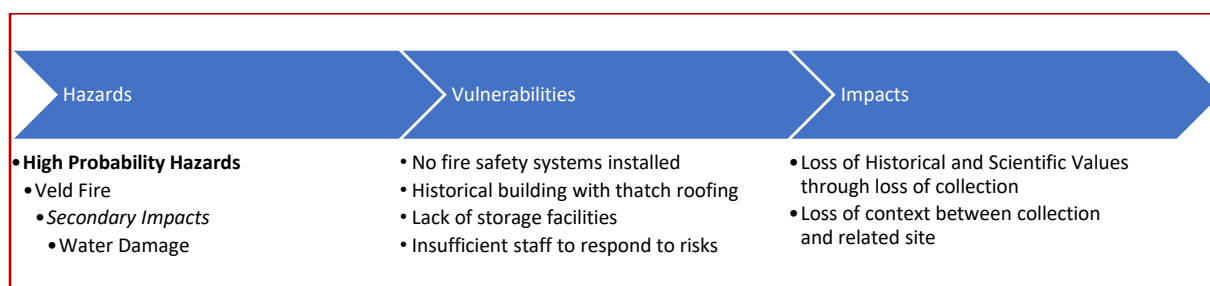 Hazards
Vulnerabilities
Impacts
•High Probability Hazards
•Veld Fire
•Secondary Impacts
•Water Damage
• No fire safety systems installed
• Historical building with thatch roofing
• Lack of storage facilities
• Insufficient staff to respond to risks
•Loss of Historical and Scientific Values
through loss of collection
•Loss of context between collection
and related site